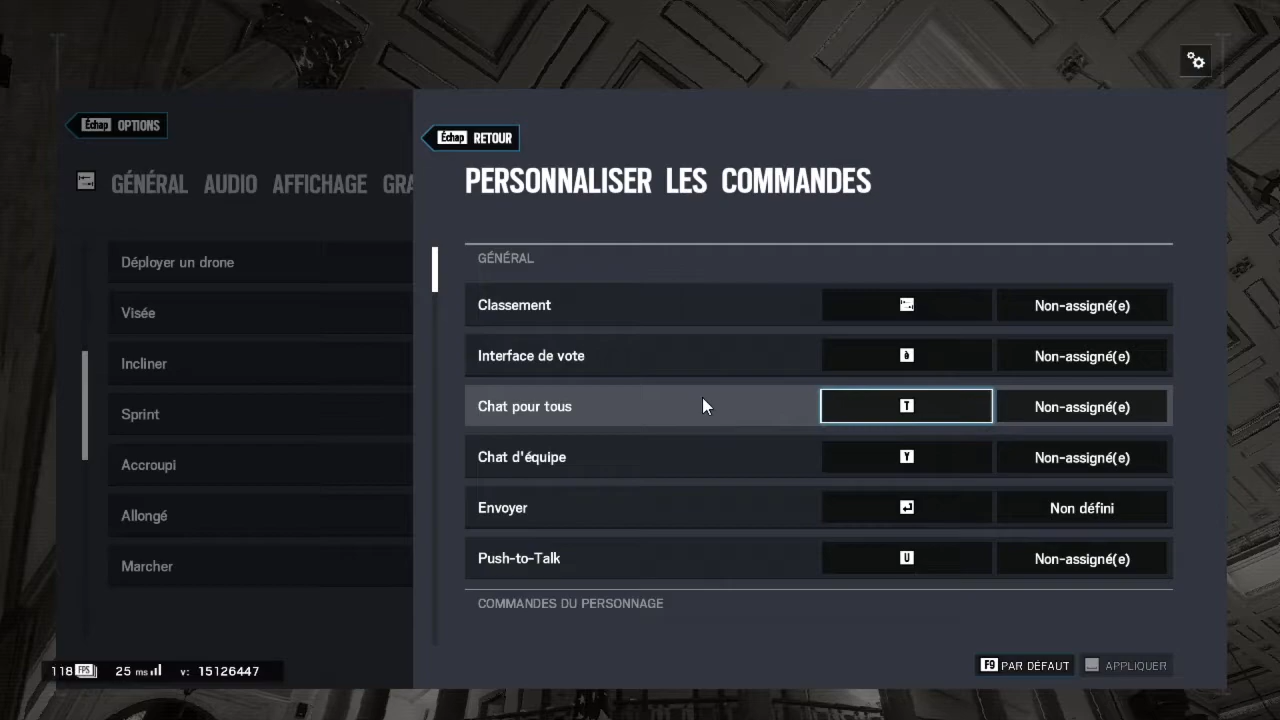 Échap OPTIONS
GÉNÉRAL AUDIO AFFICHAGE GRA
Déployer un drone
Visée
Incliner
Sprint
Accroupi
Allongé
Marcher
Échap RETOUR
PERSONNALISER LES COMMANDES
GÉNÉRAL
Classement Non-assigné(e)
Interface de vote Non-assigné(e)
Chat pour tous T Non-assigné(e)
Chat d'équipe Y Non-assigné(e)
Envoyer Non défini
Push-to-Talk U Non-assigné(e)
COMMANDES DU PERSONNAGE
F9 PAR DÉFAUT APPLIQUER
118 FPS 25 ms v: 15126447